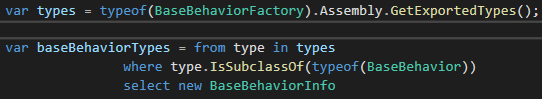 var types = typeof(BaseBehaviorFactory).Assembly.GetExportedTypes();
var baseBehaviorTypes = from type in types
where type.IsSubclassOf(typeof(BaseBehavior))
select new BaseBehaviorInfo